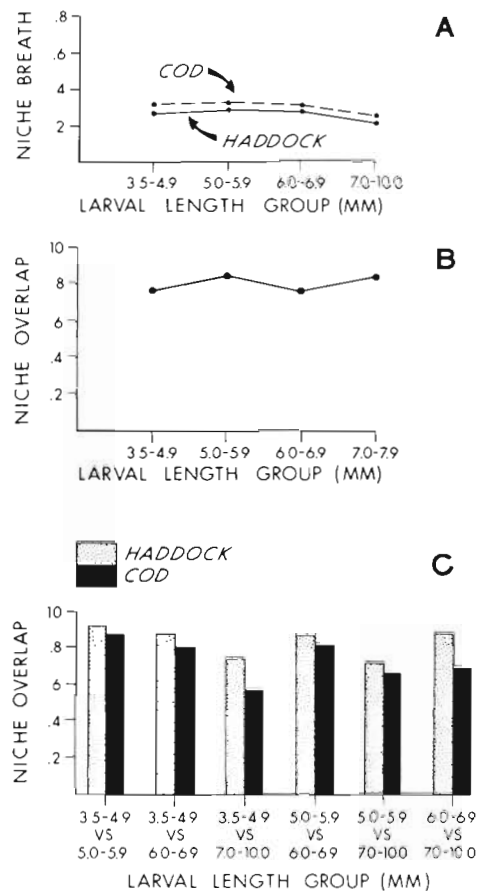 A
.8
4
2
NICHE BREATH
COD
HADDOCK
3.5-4.9 5.0-5.9 6.0-6.9 7.0-10.0
LARVAL LENGTH GROUP (MM)
B
10
8
6
.4
.2
NICHE OVERLAP
3.5-4.9 5.0-5.9 6.0-6.9 7.0-7.9
LARVAL LENGTH GROUP (MM)
HADDOCK
COD
C
10
.8
6
.4
.2
NICHE OVERLAP
3.5-4.9 3.5-4.9 3.5-4.9 5.0-5.9 5.0-5.9 6.0-6.9
VS VS VS VS VS VS
5.0-5.9 6.0-6.9 7.0-10.0 6.0-6.9 7.0-10.0 7.0-10.0
LARVAL LENGTH GROUP (MM)